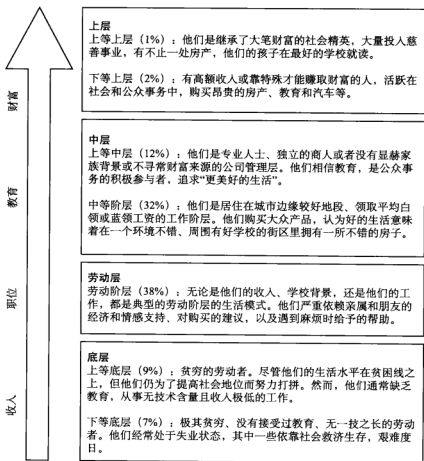 上层
上等上层（1%）：他们是继承了大笔财富的社会精英，大量投入慈
善事业，有不止一处房产，他们的孩子在最好的学校就读。
下等上层（2%）：有高额收入或靠特殊才能赚取财富的人，活跃在
社会和公众事务中，购买昂贵的房产、教育和汽车等。
中层
上等中层（12%）：他们是专业人士、独立的商人或者没有显赫家
族背景或不寻常财富来源的公司管理层。他们相信教育，是公众事
务的积极参与者，追求“更美好的生活”。
中等阶层（32%）：他们是居住在城市边缘较好地段、领取平均白
领或蓝领工资的工作阶层。他们购买大众产品，认为好的生活意味
着在一个环境不错、周围有好学校的街区里拥有一所不错的房子。
劳动层
劳动阶层（38%）：无论是他们的收入、学校背景，还是他们的工
作，都是典型的劳动阶层的生活模式。他们严重依赖亲属和朋友的
经济和情感支持、对购买的建议，以及遇到麻烦时给予的帮助。
底层
上等底层（9%）：贫穷的劳动者。尽管他们的生活水平在贫困线之
上，但他们仍为了提高社会地位而努力打拼。然而，他们通常缺乏
教育，从事无技术含量且收入极低的工作。
下等底层（7%）：极其贫穷、没有接受过教育、无一技之长的劳动
者。他们经常处于失业状态，其中一些依靠社会救济生存，艰难度
日。
财富
教育
职位
收入